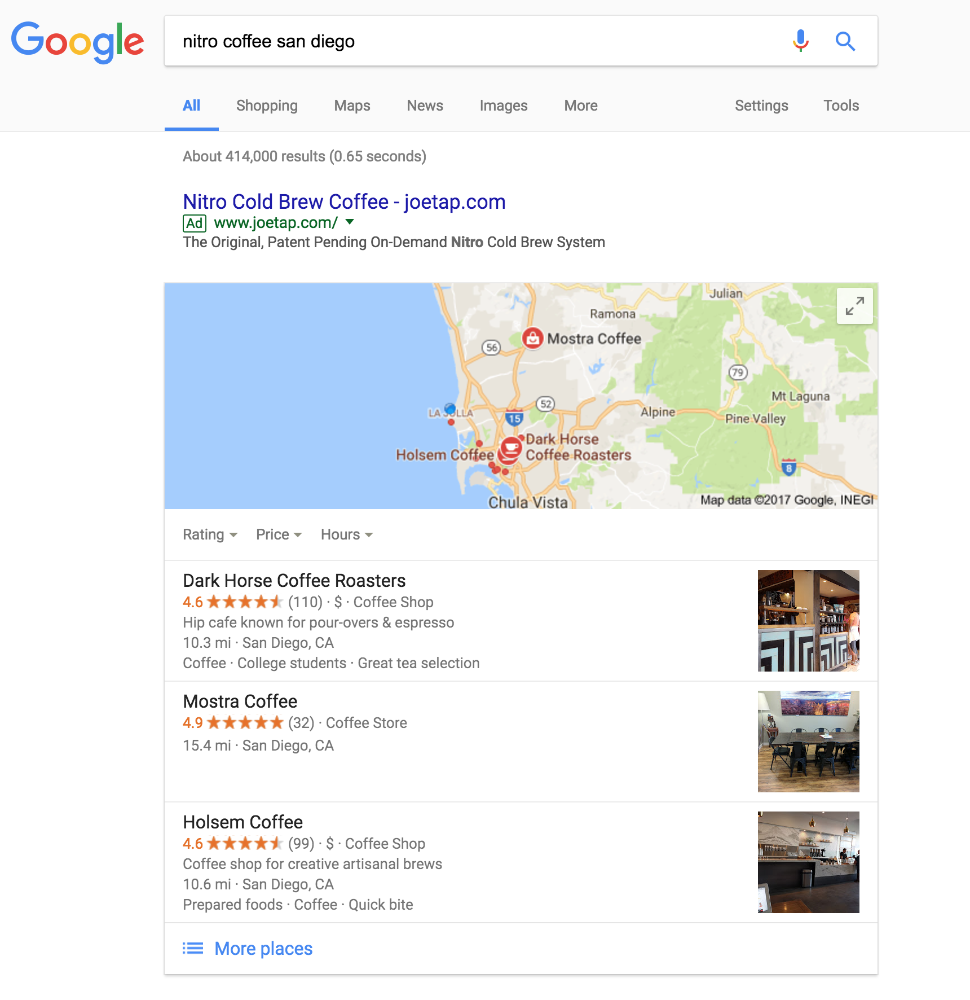 Google
nitro coffee san diego
All Shopping Maps News Images More Settings Tools
About 414,000 results (0.65 seconds)
Nitro Cold Brew Coffee - joetap.com
Ad www.joetap.com/
The Original, Patent Pending On-Demand Nitro Cold Brew System
Julian
Ramona
Mostra Coffee
56
79
Mt Laguna
52
LA JOLLA
Alpine
15
Pine Valley
Dark Horse
Coffee Roasters
Holsem Coffee
8
Chula Vista
Map data ©2017 Google, INEGI
Rating Price Hours
Dark Horse Coffee Roasters
4.6 (110) · $ · Coffee Shop
Hip cafe known for pour-overs & espresso
10.3 mi · San Diego, CA
Coffee · College students · Great tea selection
Mostra Coffee
4.9 (32) · Coffee Store
15.4 mi · San Diego, CA
Holsem Coffee
4.6 (99) · $ · Coffee Shop
Coffee shop for creative artisanal brews
10.6 mi · San Diego, CA
Prepared foods · Coffee · Quick bite
More places